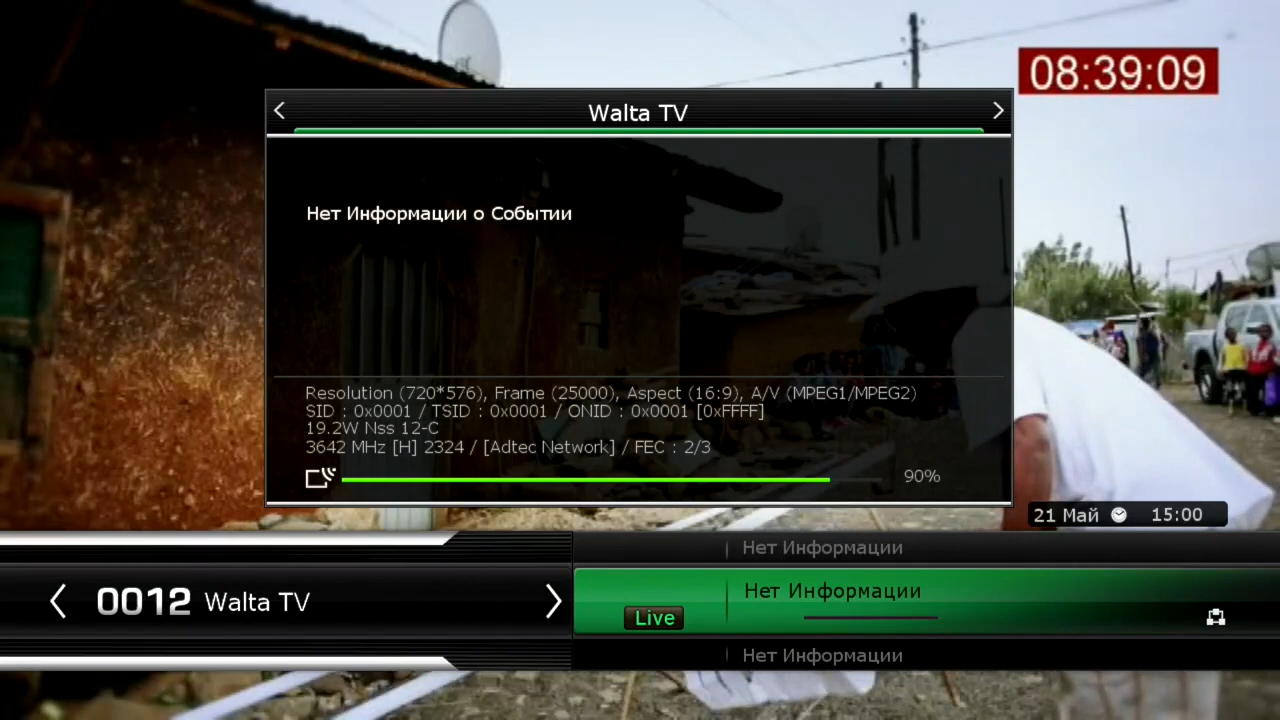 08:39:09
Walta TV
Нет Информации о Событии
Resolution (720*576), Frame (25000), Aspect (16:9), A/V (MPEG1/MPEG2)
SID : 0x0001 / TSID : 0x0001 / ONID : 0x0001 [0xFFFF]
19.2W Nss 12-C
3642 MHz [H] 2324 / [Adtec Network] / FEC : 2/3
90%
21 Май 15:00
Нет Информации
0012 Walta TV
Нет Информации
Live
Нет Информации